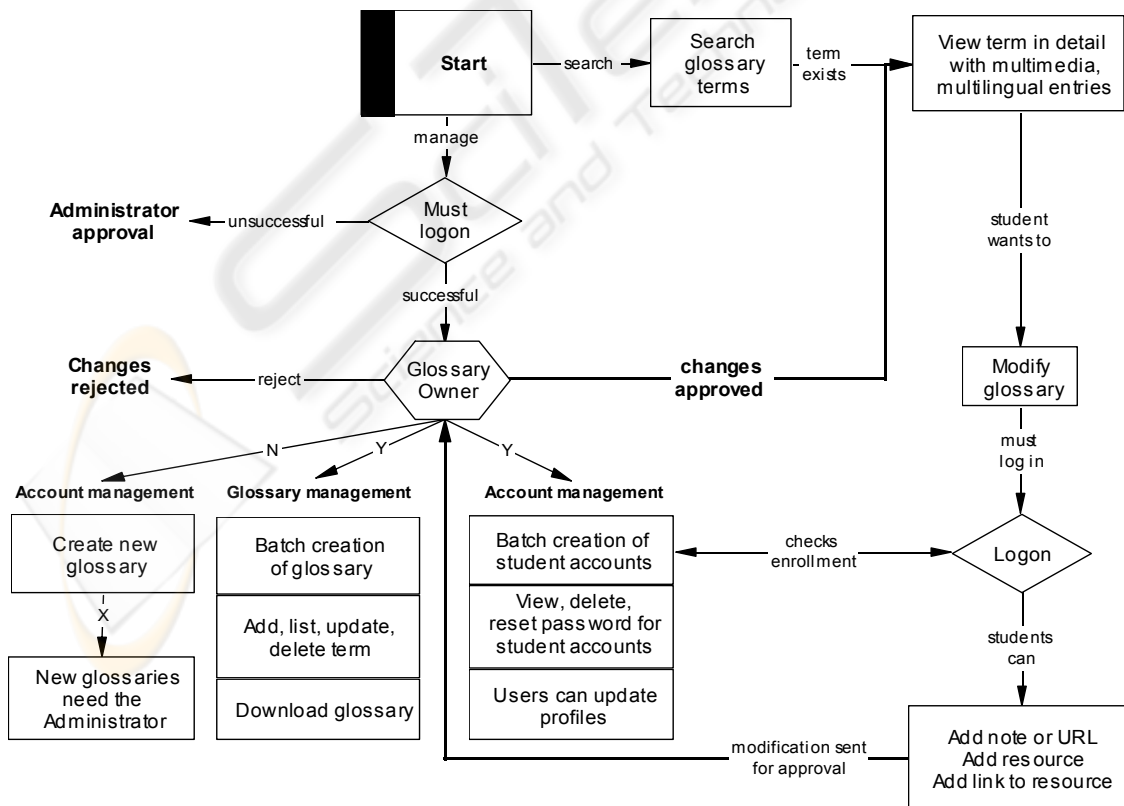 Start
search
Search
glossary
terms
term
exists
View term in detail
with multimedia,
multilingual entries
manage
Must
logon
unsuccessful
Administrator
approval
successful
student
wants to
Glossary
Owner
reject
Changes
rejected
changes
approved
Modify
glossary
must
log in
N
Y
Y
Account management
Glossary management
Account management
Create new
glossary
X
New glossaries
need the
Administrator
Batch creation
of glossary
Add, list, update,
delete term
Download glossary
Batch creation of
student accounts
View, delete,
reset password for
student accounts
Users can update
profiles
checks
enrollment
Logon
students
can
Add note or URL
Add resource
Add link to resource
modification sent
for approval
Science and Techn